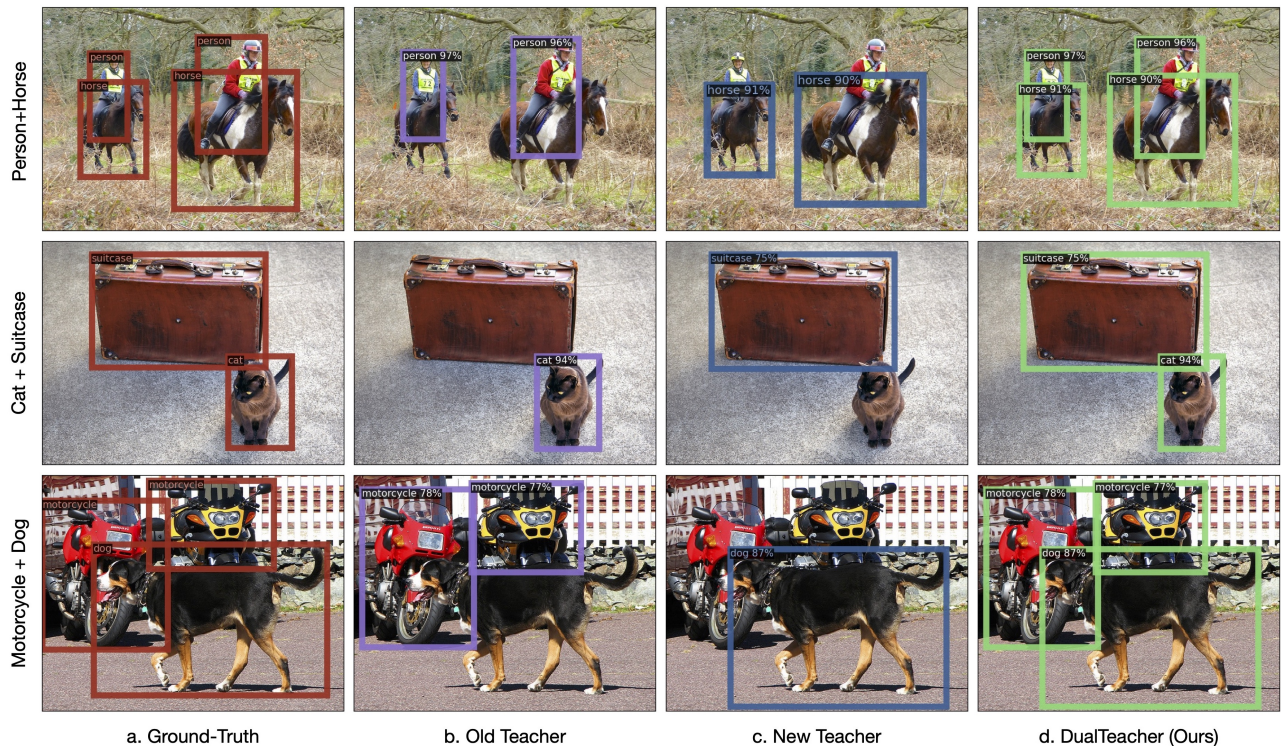 Person+Horse
person
person
horse
horse
person 97%
person 96%
horse 90%
horse 91%
person 96%
person 97%
horse 90%
horse 91%
Cat + Suitcase
suitcase
cat
cat 94%
suitcase 75%
suitcase 75%
cat 94%
Motorcycle + Dog
motorcycle
motorcycle
dog
motorcycle 78%
motorcycle 77%
dog 87%
motorcycle 78%
motorcycle 77%
dog 87%
a. Ground-Truth
b. Old Teacher
c. New Teacher
d. DualTeacher (Ours)